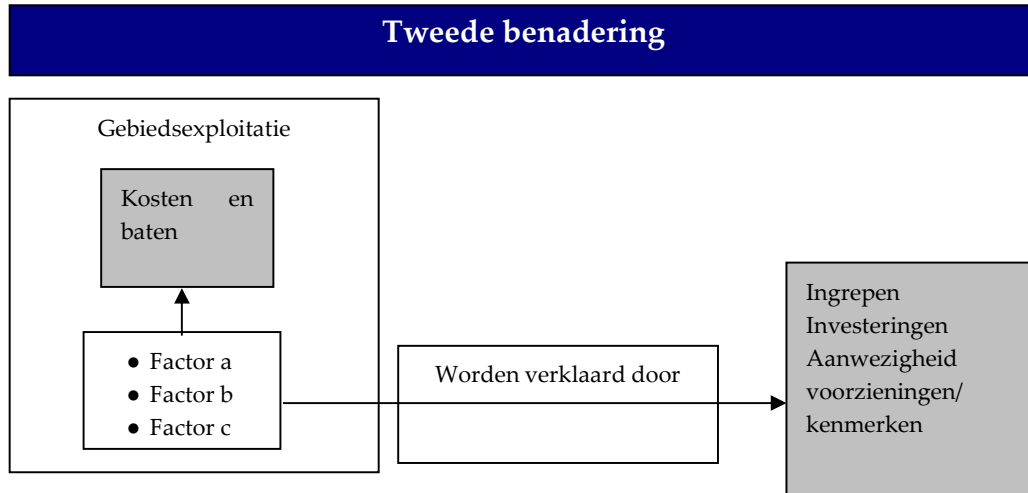 Tweede benadering
Gebiedsexploitatie
Kosten en
baten
● Factor a
● Factor b
● Factor c
Worden verklaard door
Ingrepen
Investeringen
Aanwezigheid
voorzieningen/
kenmerken